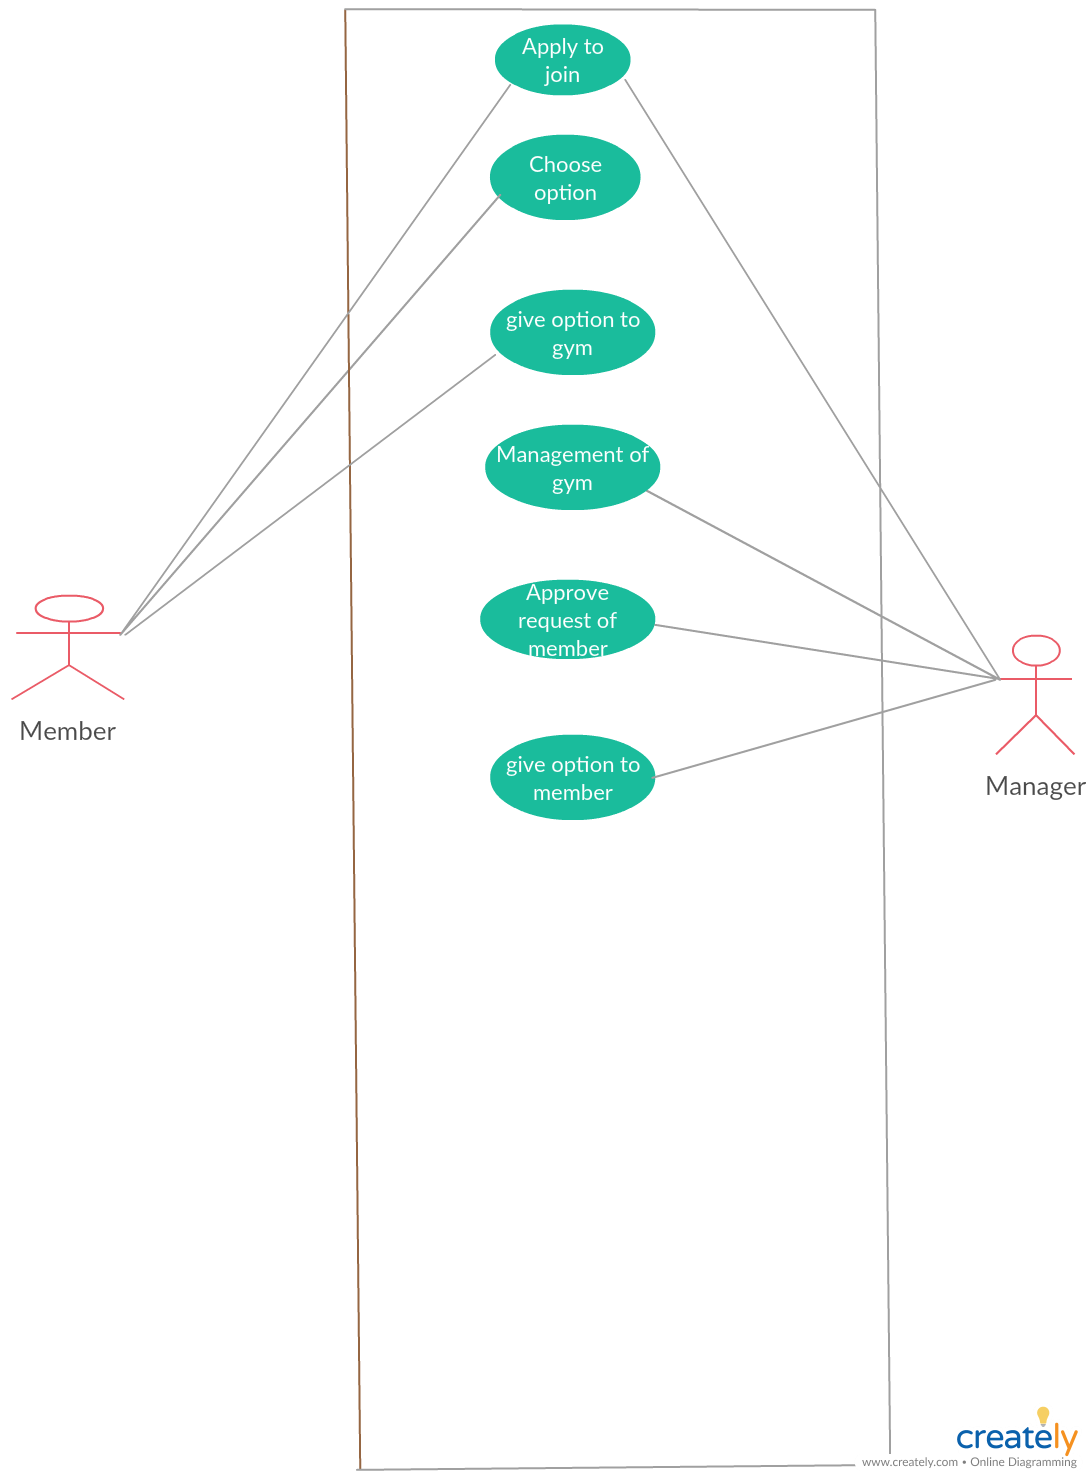 Apply to
join
Choose
option
give option to
gym
Management of
gym
Approve
request of
member
give option to
member
Member
Manager
creately
www.creately.com • Online Diagramming